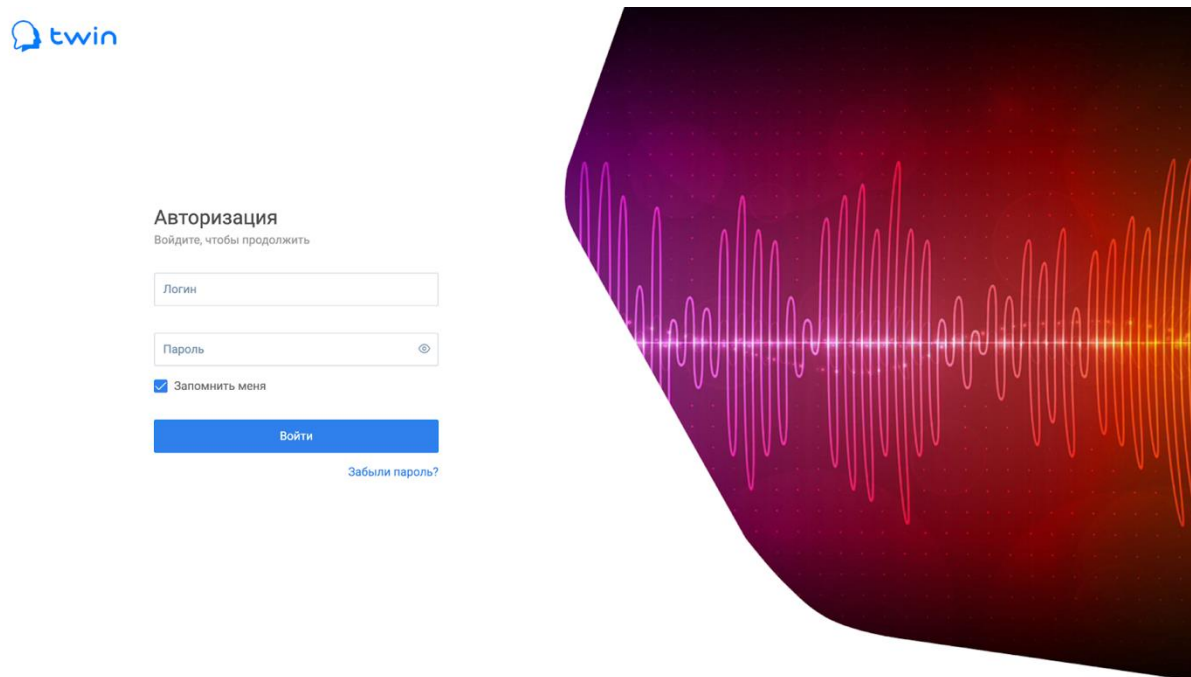 twin
Авторизация
Войдите, чтобы продолжить
Логин
Пароль
Запомнить меня
Войти
Забыли пароль?